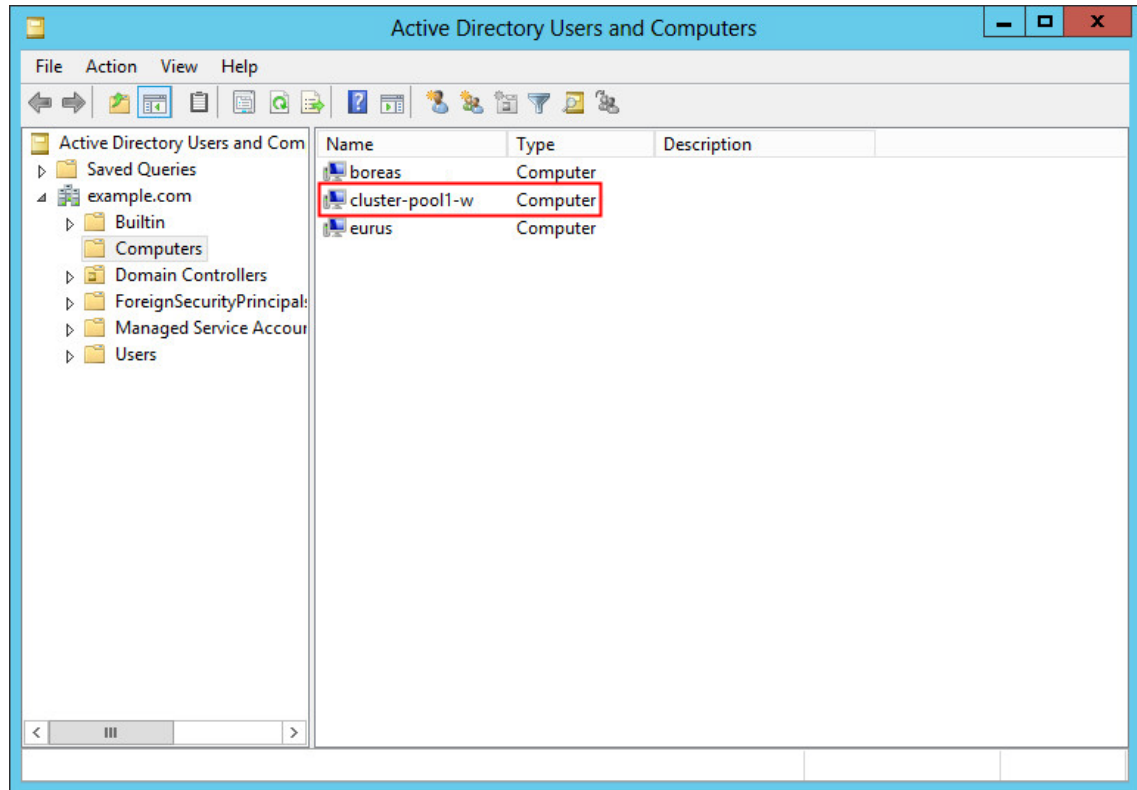 Active Directory Users and Computers
File Action View Help
Active Directory Users and Com
Saved Queries
example.com
Builtin
Computers
Domain Controllers
ForeignSecurityPrincipals
Managed Service Accour
Users
Name Type Description
boreas Computer
cluster-pool1-w Computer
eurus Computer